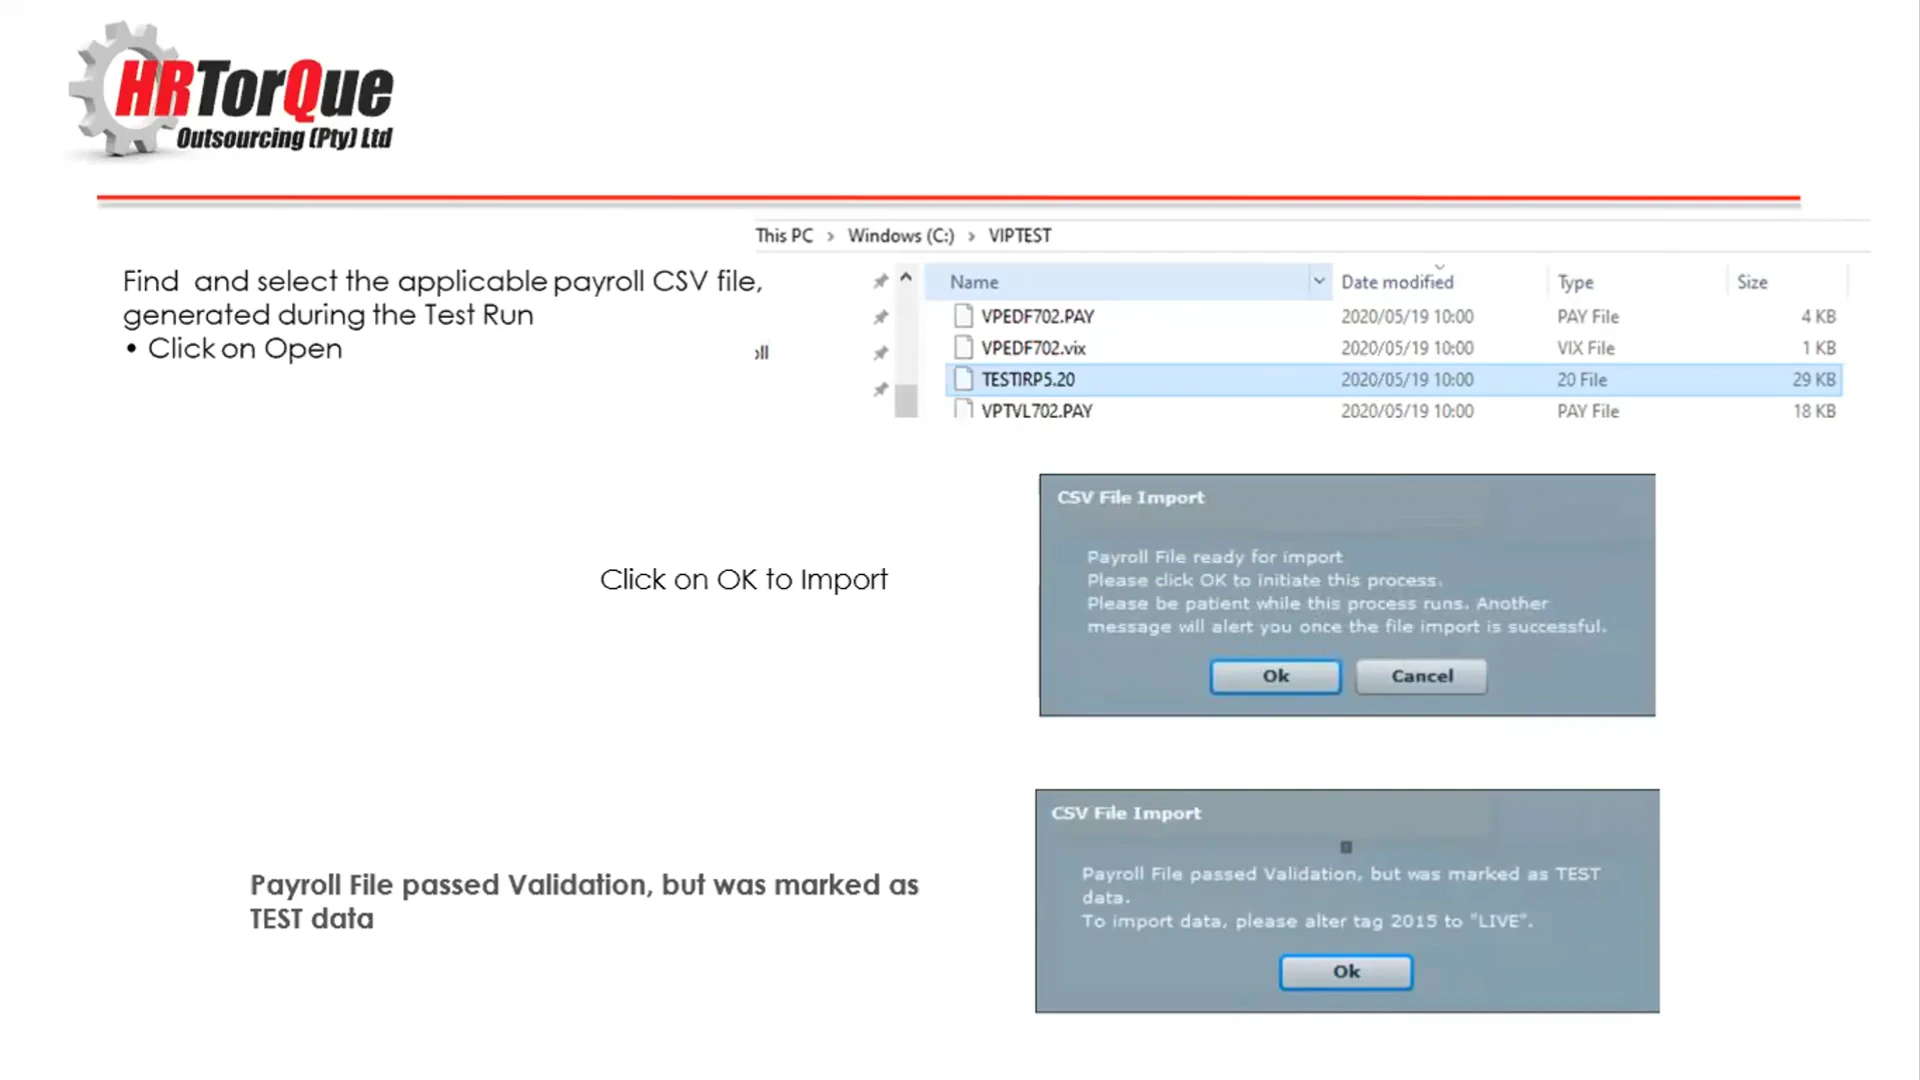 HRTorQue
Outsourcing (Pty) Ltd
This PC > Windows (C:) > VIPTEST
Find and select the applicable payroll CSV file,
generated during the Test Run
• Click on Open
Name Date modified Type Size
VPEDF702.PAY 2020/05/19 10:00 PAY File 4 KB
VPEDF702.vix 2020/05/19 10:00 VIX File 1 KB
TESTIRP5.20 2020/05/19 10:00 20 File 29 KB
VPTVL702.PAY 2020/05/19 10:00 PAY File 18 KB
Click on OK to Import
CSV File Import
Payroll File ready for import
Please click OK to initiate this process.
Please be patient while this process runs. Another
message will alert you once the file import is successful.
Ok Cancel
Payroll File passed Validation, but was marked as
TEST data
CSV File Import
Payroll File passed Validation, but was marked as TEST
data.
To import data, please alter tag 2015 to "LIVE".
Ok